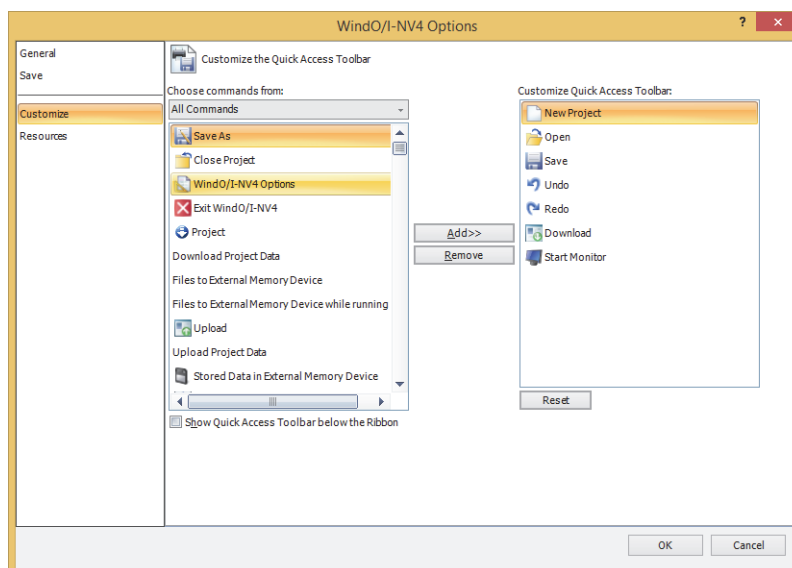 WindO/I-NV4 Options
?
General
Save
Customize
Resources
Customize the Quick Access Toolbar
Choose commands from:
All Commands
Save As
Close Project
WindO/I-NV4 Options
Exit WindO/I-NV4
Project
Download Project Data
Files to External Memory Device
Files to External Memory Device while running
Upload
Upload Project Data
Stored Data in External Memory Device
Show Quick Access Toolbar below the Ribbon
Add>>
Remove
Customize Quick Access Toolbar:
New Project
Open
Save
Undo
Redo
Download
Start Monitor
Reset
OK
Cancel